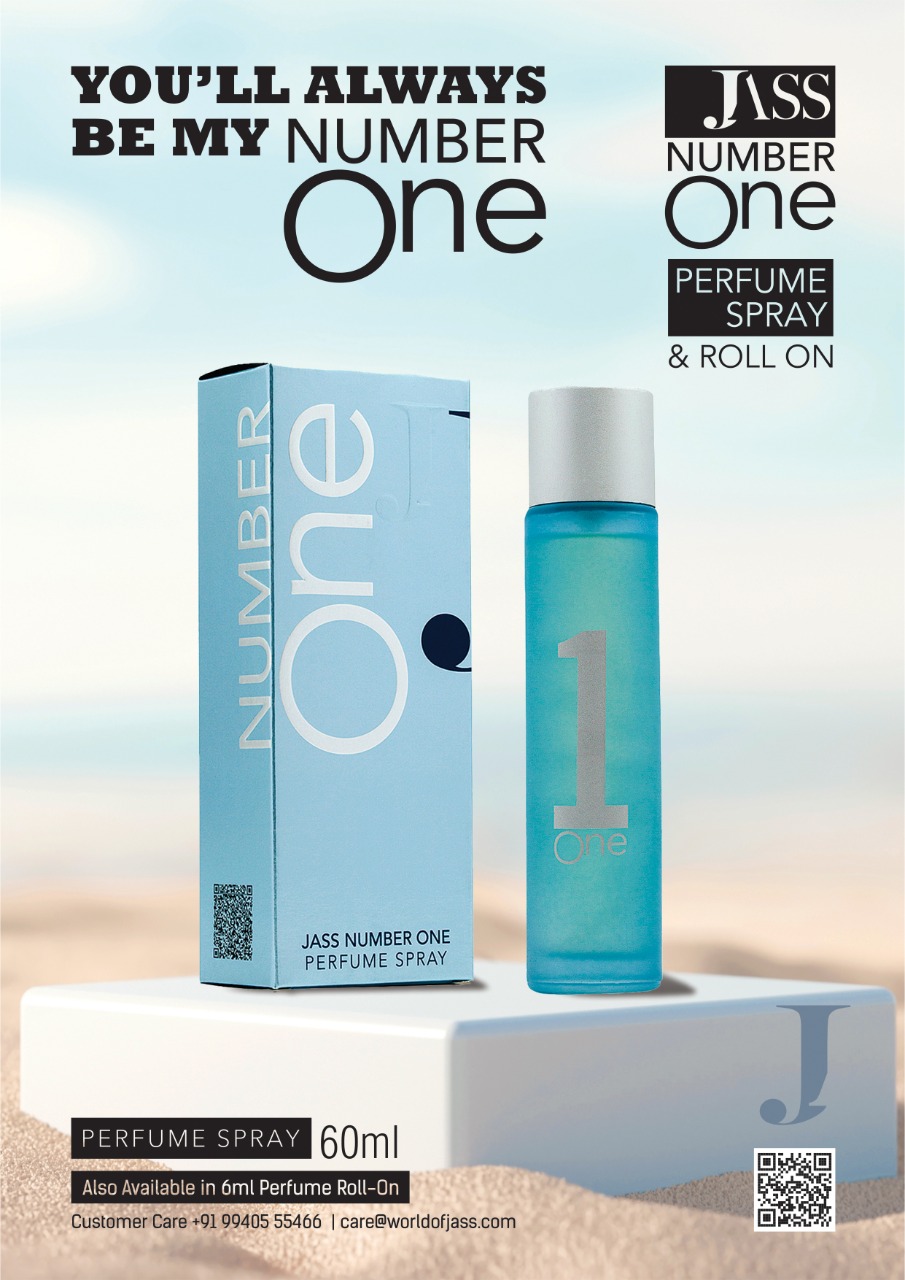 YOU'LL ALWAYS
BE MY NUMBER
One
JASS
NUMBER
One
PERFUME
SPRAY
& ROLL ON
NUMBER
One
J
JASS NUMBER ONE
PERFUME SPRAY
1
One
J
PERFUME SPRAY 60ml
Also Available in 6ml Perfume Roll-On
Customer Care +91 99405 55466 | care@worldofjass.com